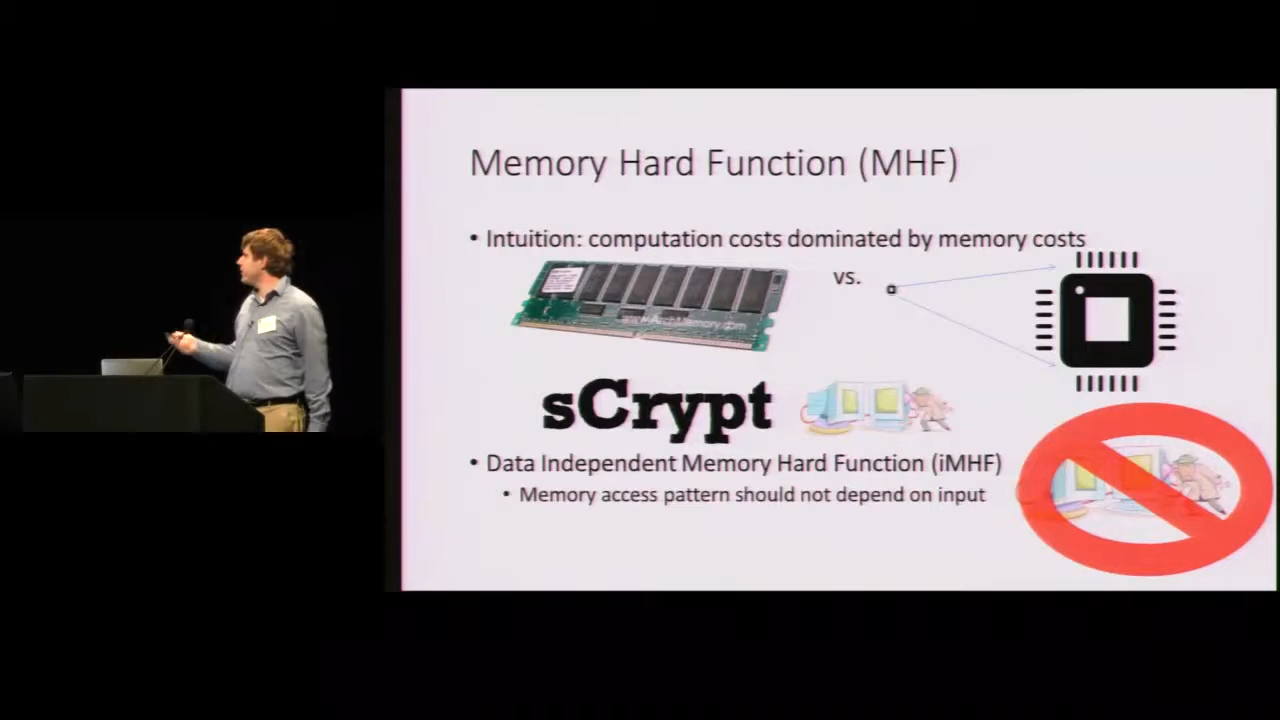 Memory Hard Function (MHF)
• Intuition: computation costs dominated by memory costs
vs.
sCrypt
• Data Independent Memory Hard Function (iMHF)
• Memory access pattern should not depend on input